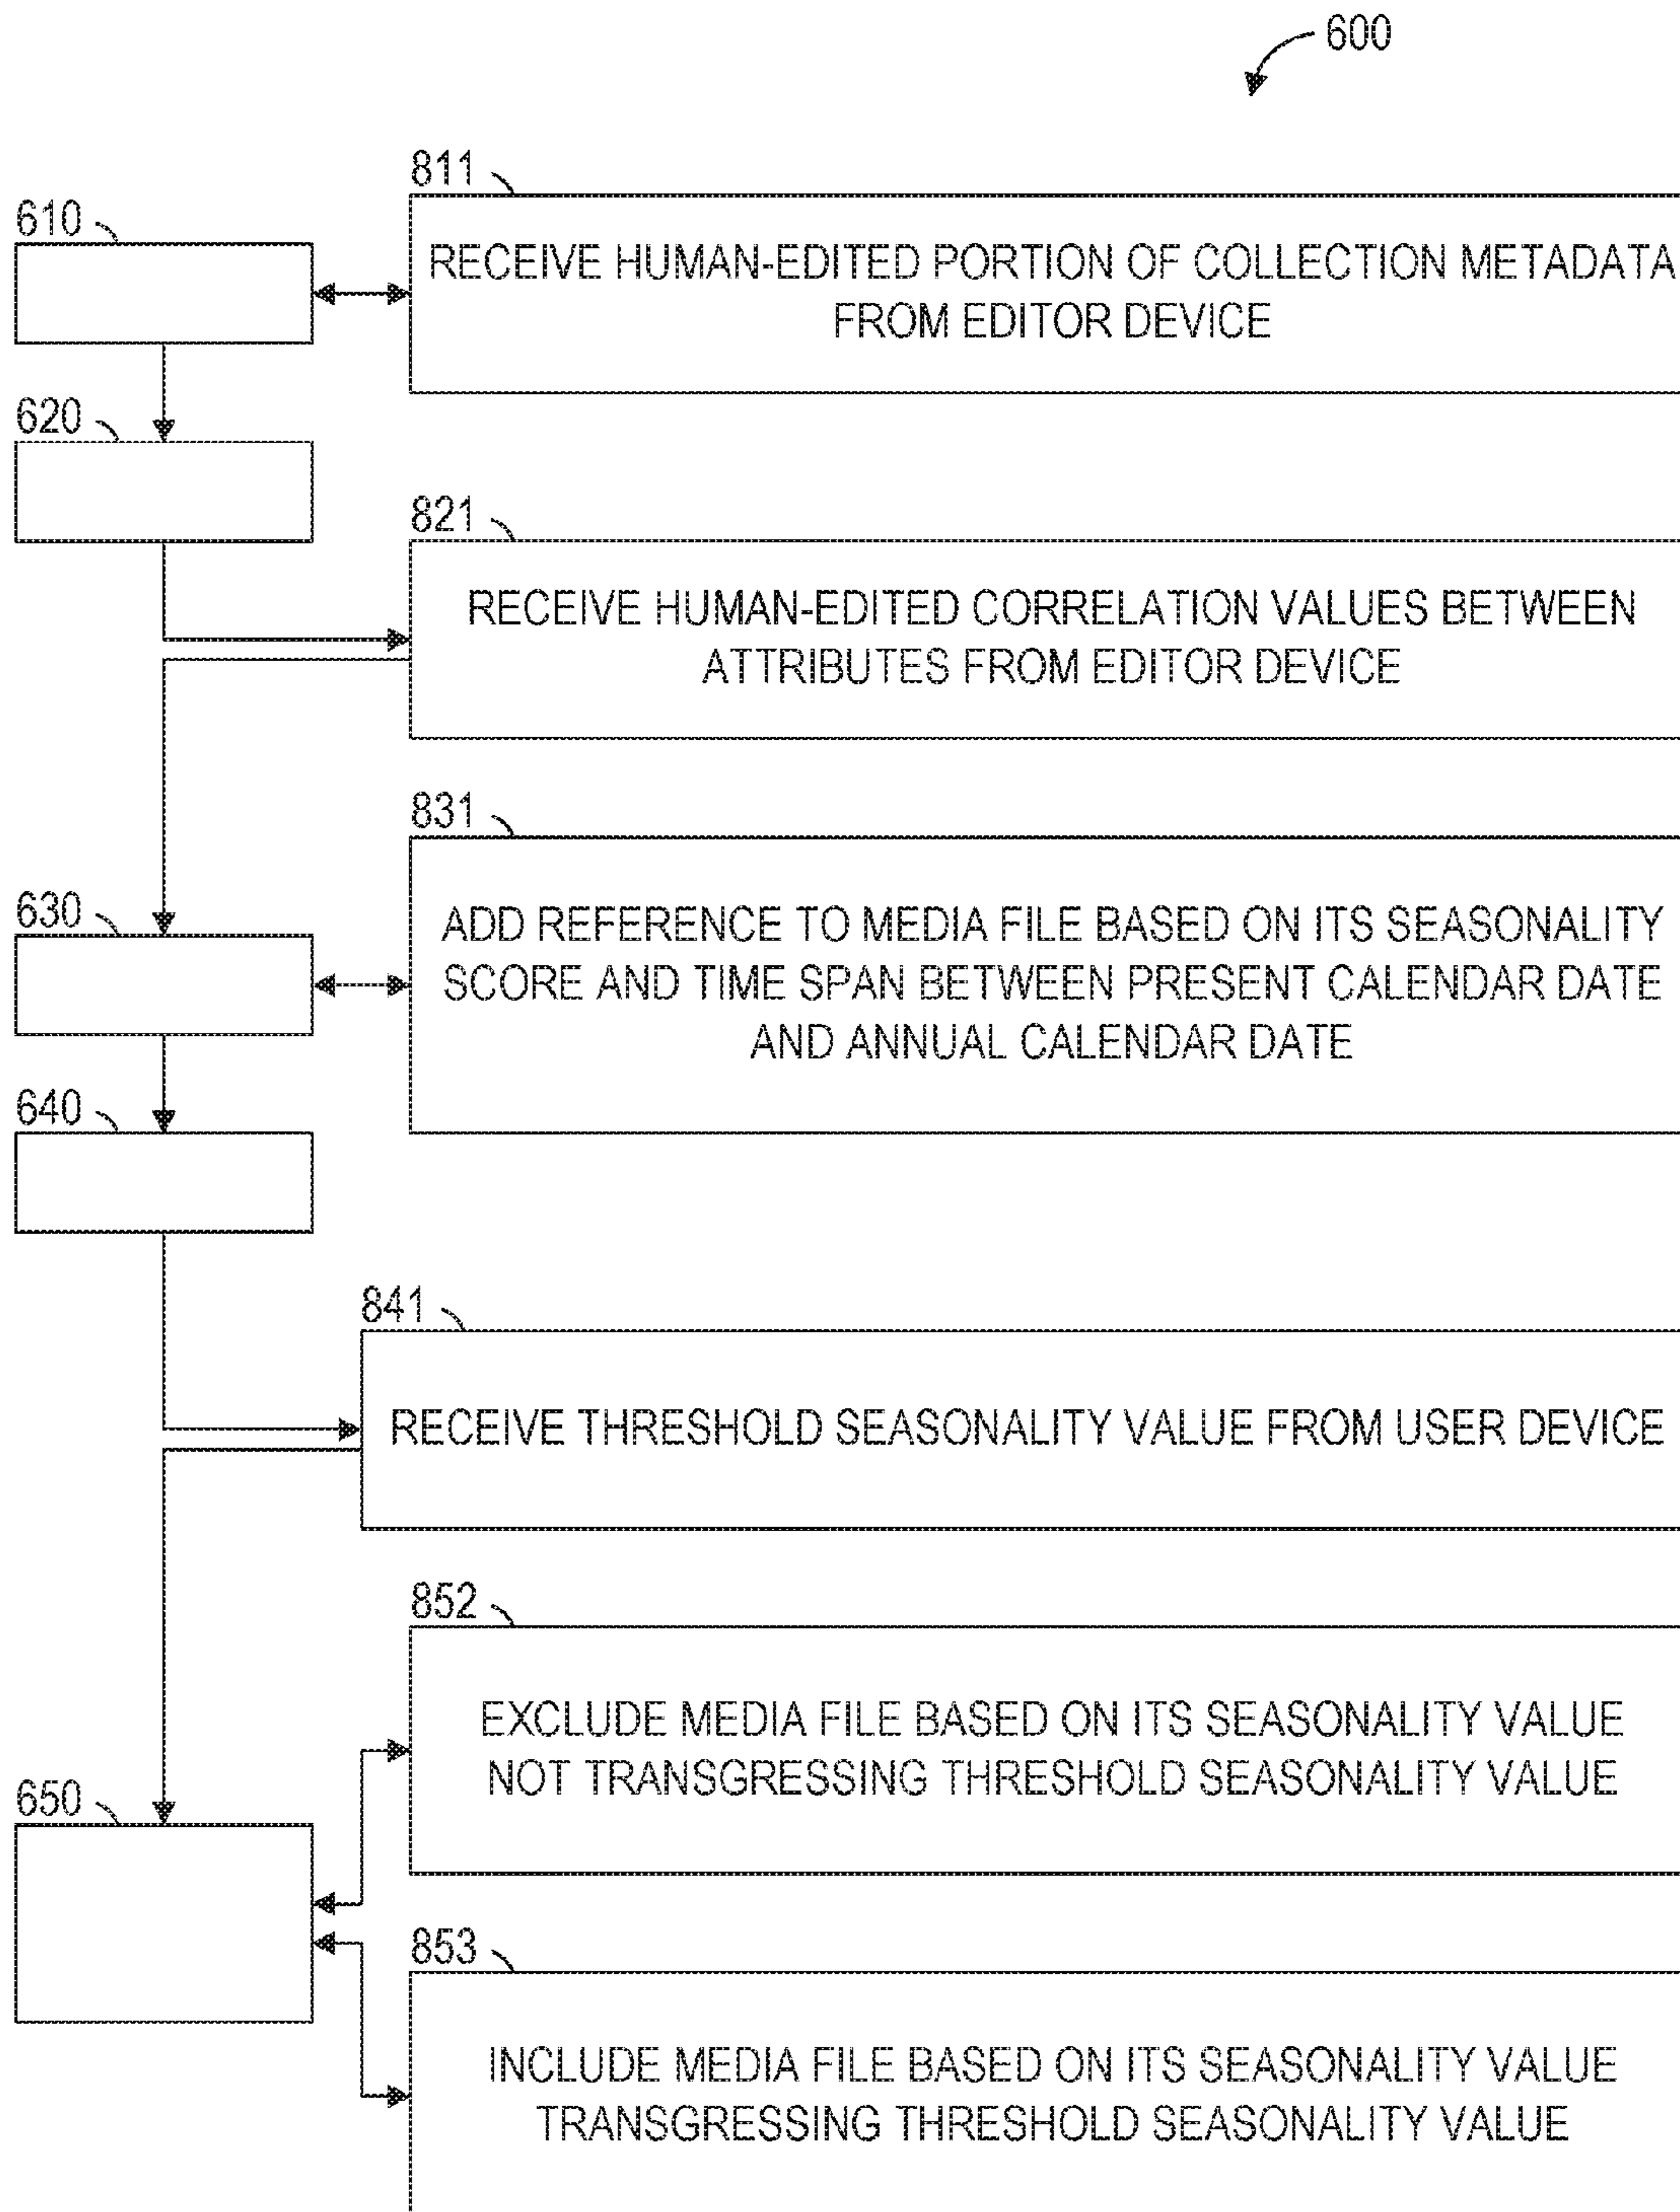 600
811
610
RECEIVE HUMAN-EDITED PORTION OF COLLECTION METADATA
FROM EDITOR DEVICE
620
821
RECEIVE HUMAN-EDITED CORRELATION VALUES BETWEEN
ATTRIBUTES FROM EDITOR DEVICE
831
630
ADD REFERENCE TO MEDIA FILE BASED ON ITS SEASONALITY
SCORE AND TIME SPAN BETWEEN PRESENT CALENDAR DATE
AND ANNUAL CALENDAR DATE
640
841
RECEIVE THRESHOLD SEASONALITY VALUE FROM USER DEVICE
852
EXCLUDE MEDIA FILE BASED ON ITS SEASONALITY VALUE
NOT TRANSGRESSING THRESHOLD SEASONALITY VALUE
650
853
INCLUDE MEDIA FILE BASED ON ITS SEASONALITY VALUE
TRANSGRESSING THRESHOLD SEASONALITY VALUE